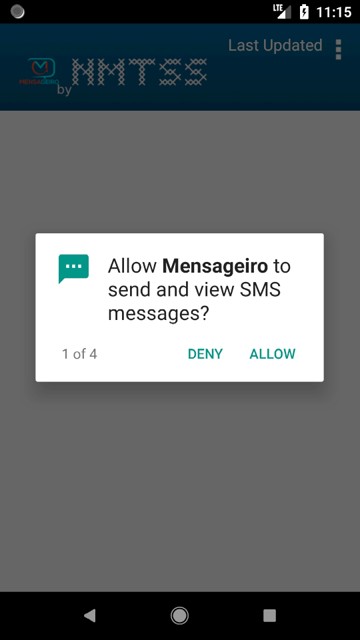 LTE 11:15
Last Updated
MENSAGEIRO
by NMTSS
Allow Mensageiro to
send and view SMS
messages?
1 of 4 DENY ALLOW